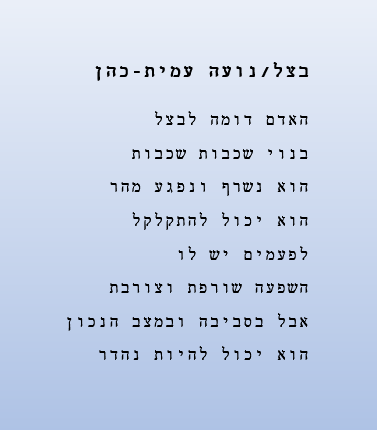 בצל/נועה עמית-כהן
האדם דומה לבצל
בנוי שכבות שכבות
הוא נשרף ונפגע מהר
הוא יכול להתקלקל
לפעמים יש לו
השפעה שורפת וצורבת
אבל בסביבה ובמצב הנכון
הוא יכול להיות נהדר